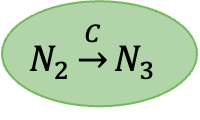 N₂ →ᶜ N₃